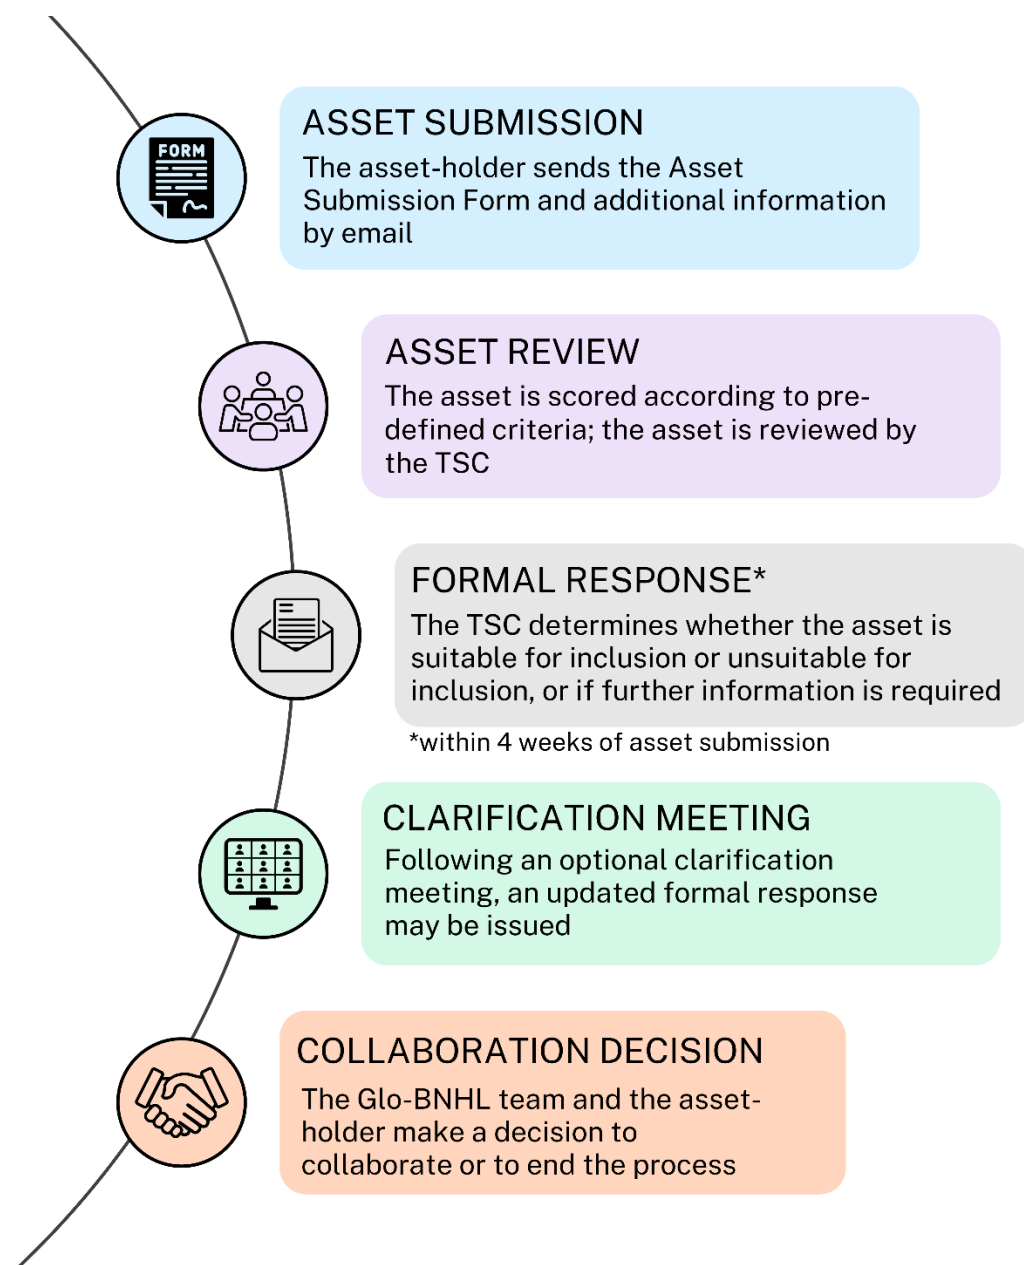 FORM
ASSET SUBMISSION
The asset-holder sends the Asset
Submission Form and additional information
by email
ASSET REVIEW
The asset is scored according to pre-
defined criteria; the asset is reviewed by
the TSC
FORMAL RESPONSE*
The TSC determines whether the asset is
suitable for inclusion or unsuitable for
inclusion, or if further information is required
*within 4 weeks of asset submission
CLARIFICATION MEETING
Following an optional clarification
meeting, an updated formal response
may be issued
COLLABORATION DECISION
The Glo-BNHL team and the asset-
holder make a decision to
collaborate or to end the process